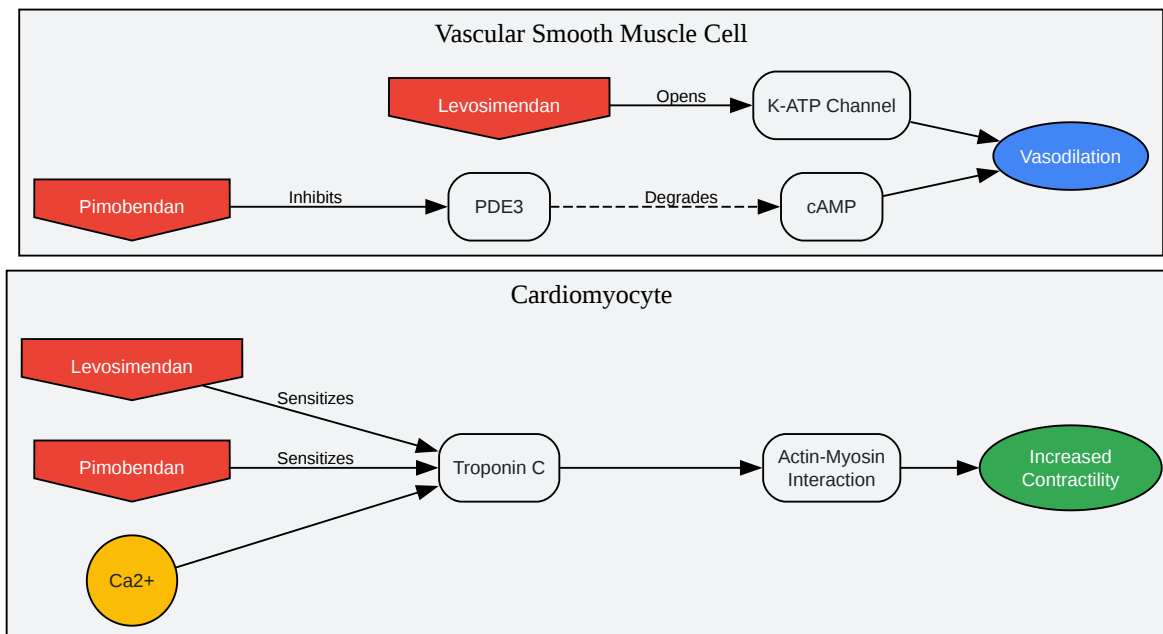 Vascular Smooth Muscle Cell
Levosimendan
Opens
K-ATP Channel
Vasodilation
Pimobendan
Inhibits
PDE3
Degrades
cAMP
Cardiomyocyte
Levosimendan
Sensitizes
Pimobendan
Sensitizes
Troponin C
Actin-Myosin
Interaction
Increased
Contractility
Ca2+